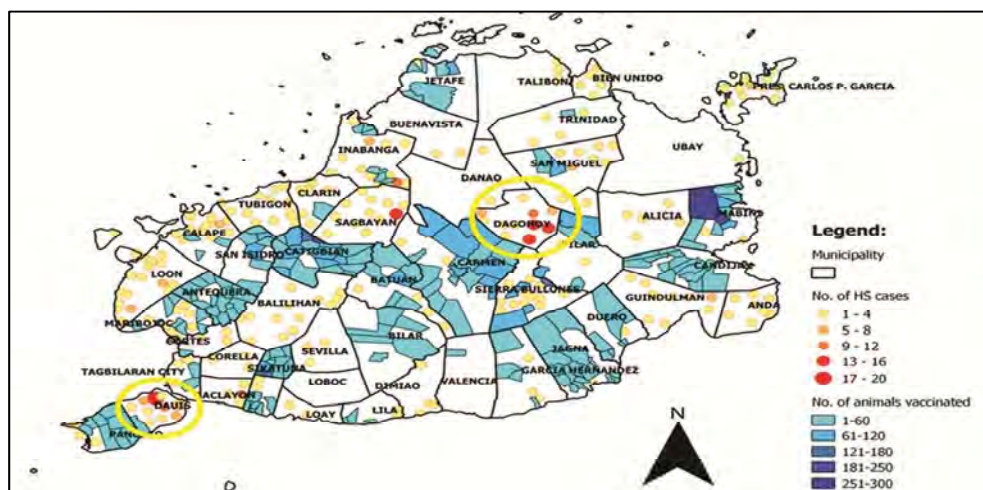 JETAFE
TALIBON
BIEN UNIDO
PRES. CARLOS P. GARCIA
BUENAVISTA
TRINIDAD
INABANGA
UBAY
SAN MIGUEL
DANAO
CLARIN
TUBIGON
SAGBAYAN
DAGOHOY
ALICIA
MABINI
CALAPE
PILAR
SAN ISIDRO
CATIGBIAN
CARMEN
CANDIJAY
LOON
BATUAN
ANTEQUERA
SIERRA BULLONES
BALILIHAN
GUINDULMAN
ANDA
MARIBOJOC
DUERO
CORTES
BILAR
CORELLA
SEVILLA
JAGNA
TAGBILARAN CITY
SIKATUNA
GARCIA HERNANDEZ
LOBOC
DIMIAO
VALENCIA
BACLAYON
DAUIS
LOAY
LILA
N
Legend:
Municipality
No. of HS cases
1 - 4
5 - 8
9 - 12
13 - 16
17 - 20
No. of animals vaccinated
1-60
61-120
121-180
181-250
251-300